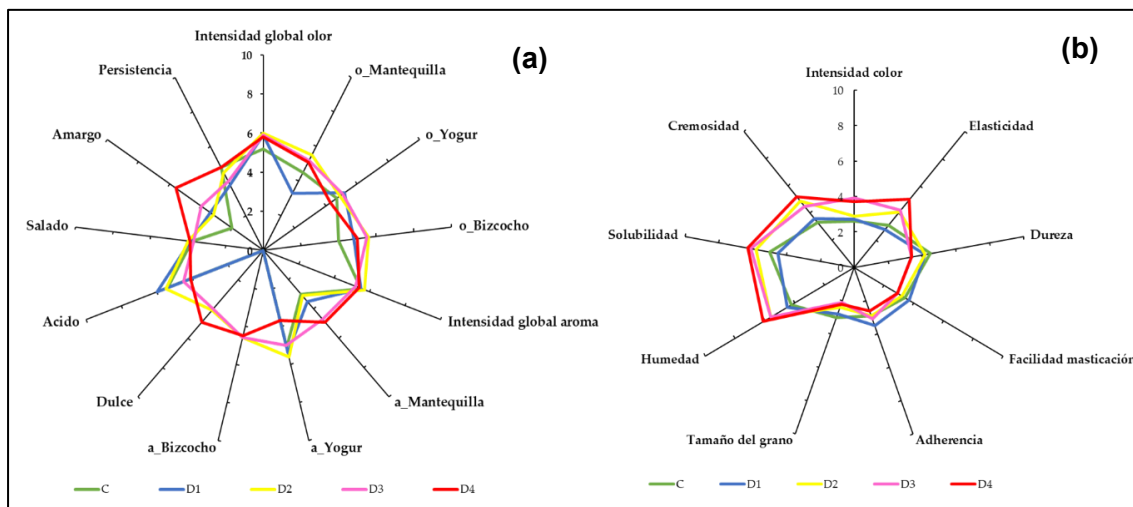 (a)
Intensidad global olor
o_Mantequilla
o_Yogur
o_Bizcocho
Intensidad global aroma
a_Mantequilla
a_Yogur
a_Bizcocho
Dulce
Acido
Salado
Amargo
Persistencia
10
8
6
4
2
0
C D1 D2 D3 D4
(b)
Intensidad color
Elasticidad
Dureza
Facilidad masticación
Adherencia
Tamaño del grano
Humedad
Solubilidad
Cremosidad
10
8
6
4
2
0
C D1 D2 D3 D4